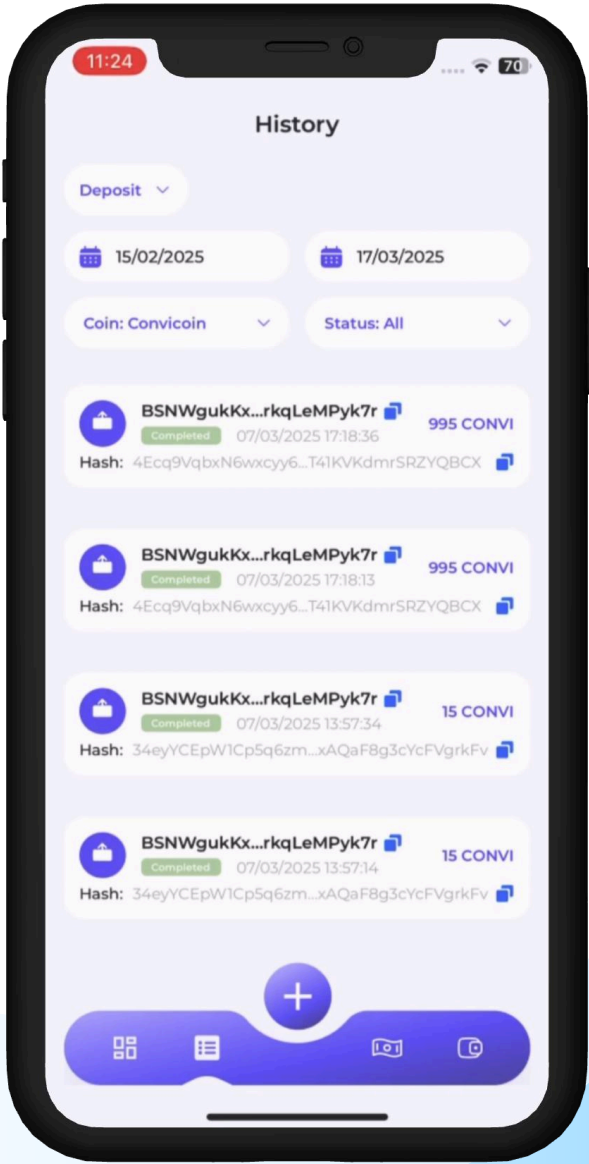 11:24
70
History
Deposit
15/02/2025 17/03/2025
Coin: Convicoin Status: All
BSNWgukKx...rkqLeMPyk7r
995 CONVI
Completed 07/03/2025 17:18:36
Hash: 4Ecq9VqbxN6wxcyy6...T41KVKdmrSRZYQBCX
BSNWgukKx...rkqLeMPyk7r
995 CONVI
Completed 07/03/2025 17:18:13
Hash: 4Ecq9VqbxN6wxcyy6...T41KVKdmrSRZYQBCX
BSNWgukKx...rkqLeMPyk7r
15 CONVI
Completed 07/03/2025 13:57:34
Hash: 34eyYCEpW1Cp5q6zm...xAQaF8g3cYcFVgrkFv
BSNWgukKx...rkqLeMPyk7r
15 CONVI
Completed 07/03/2025 13:57:14
Hash: 34eyYCEpW1Cp5q6zm...xAQaF8g3cYcFVgrkFv